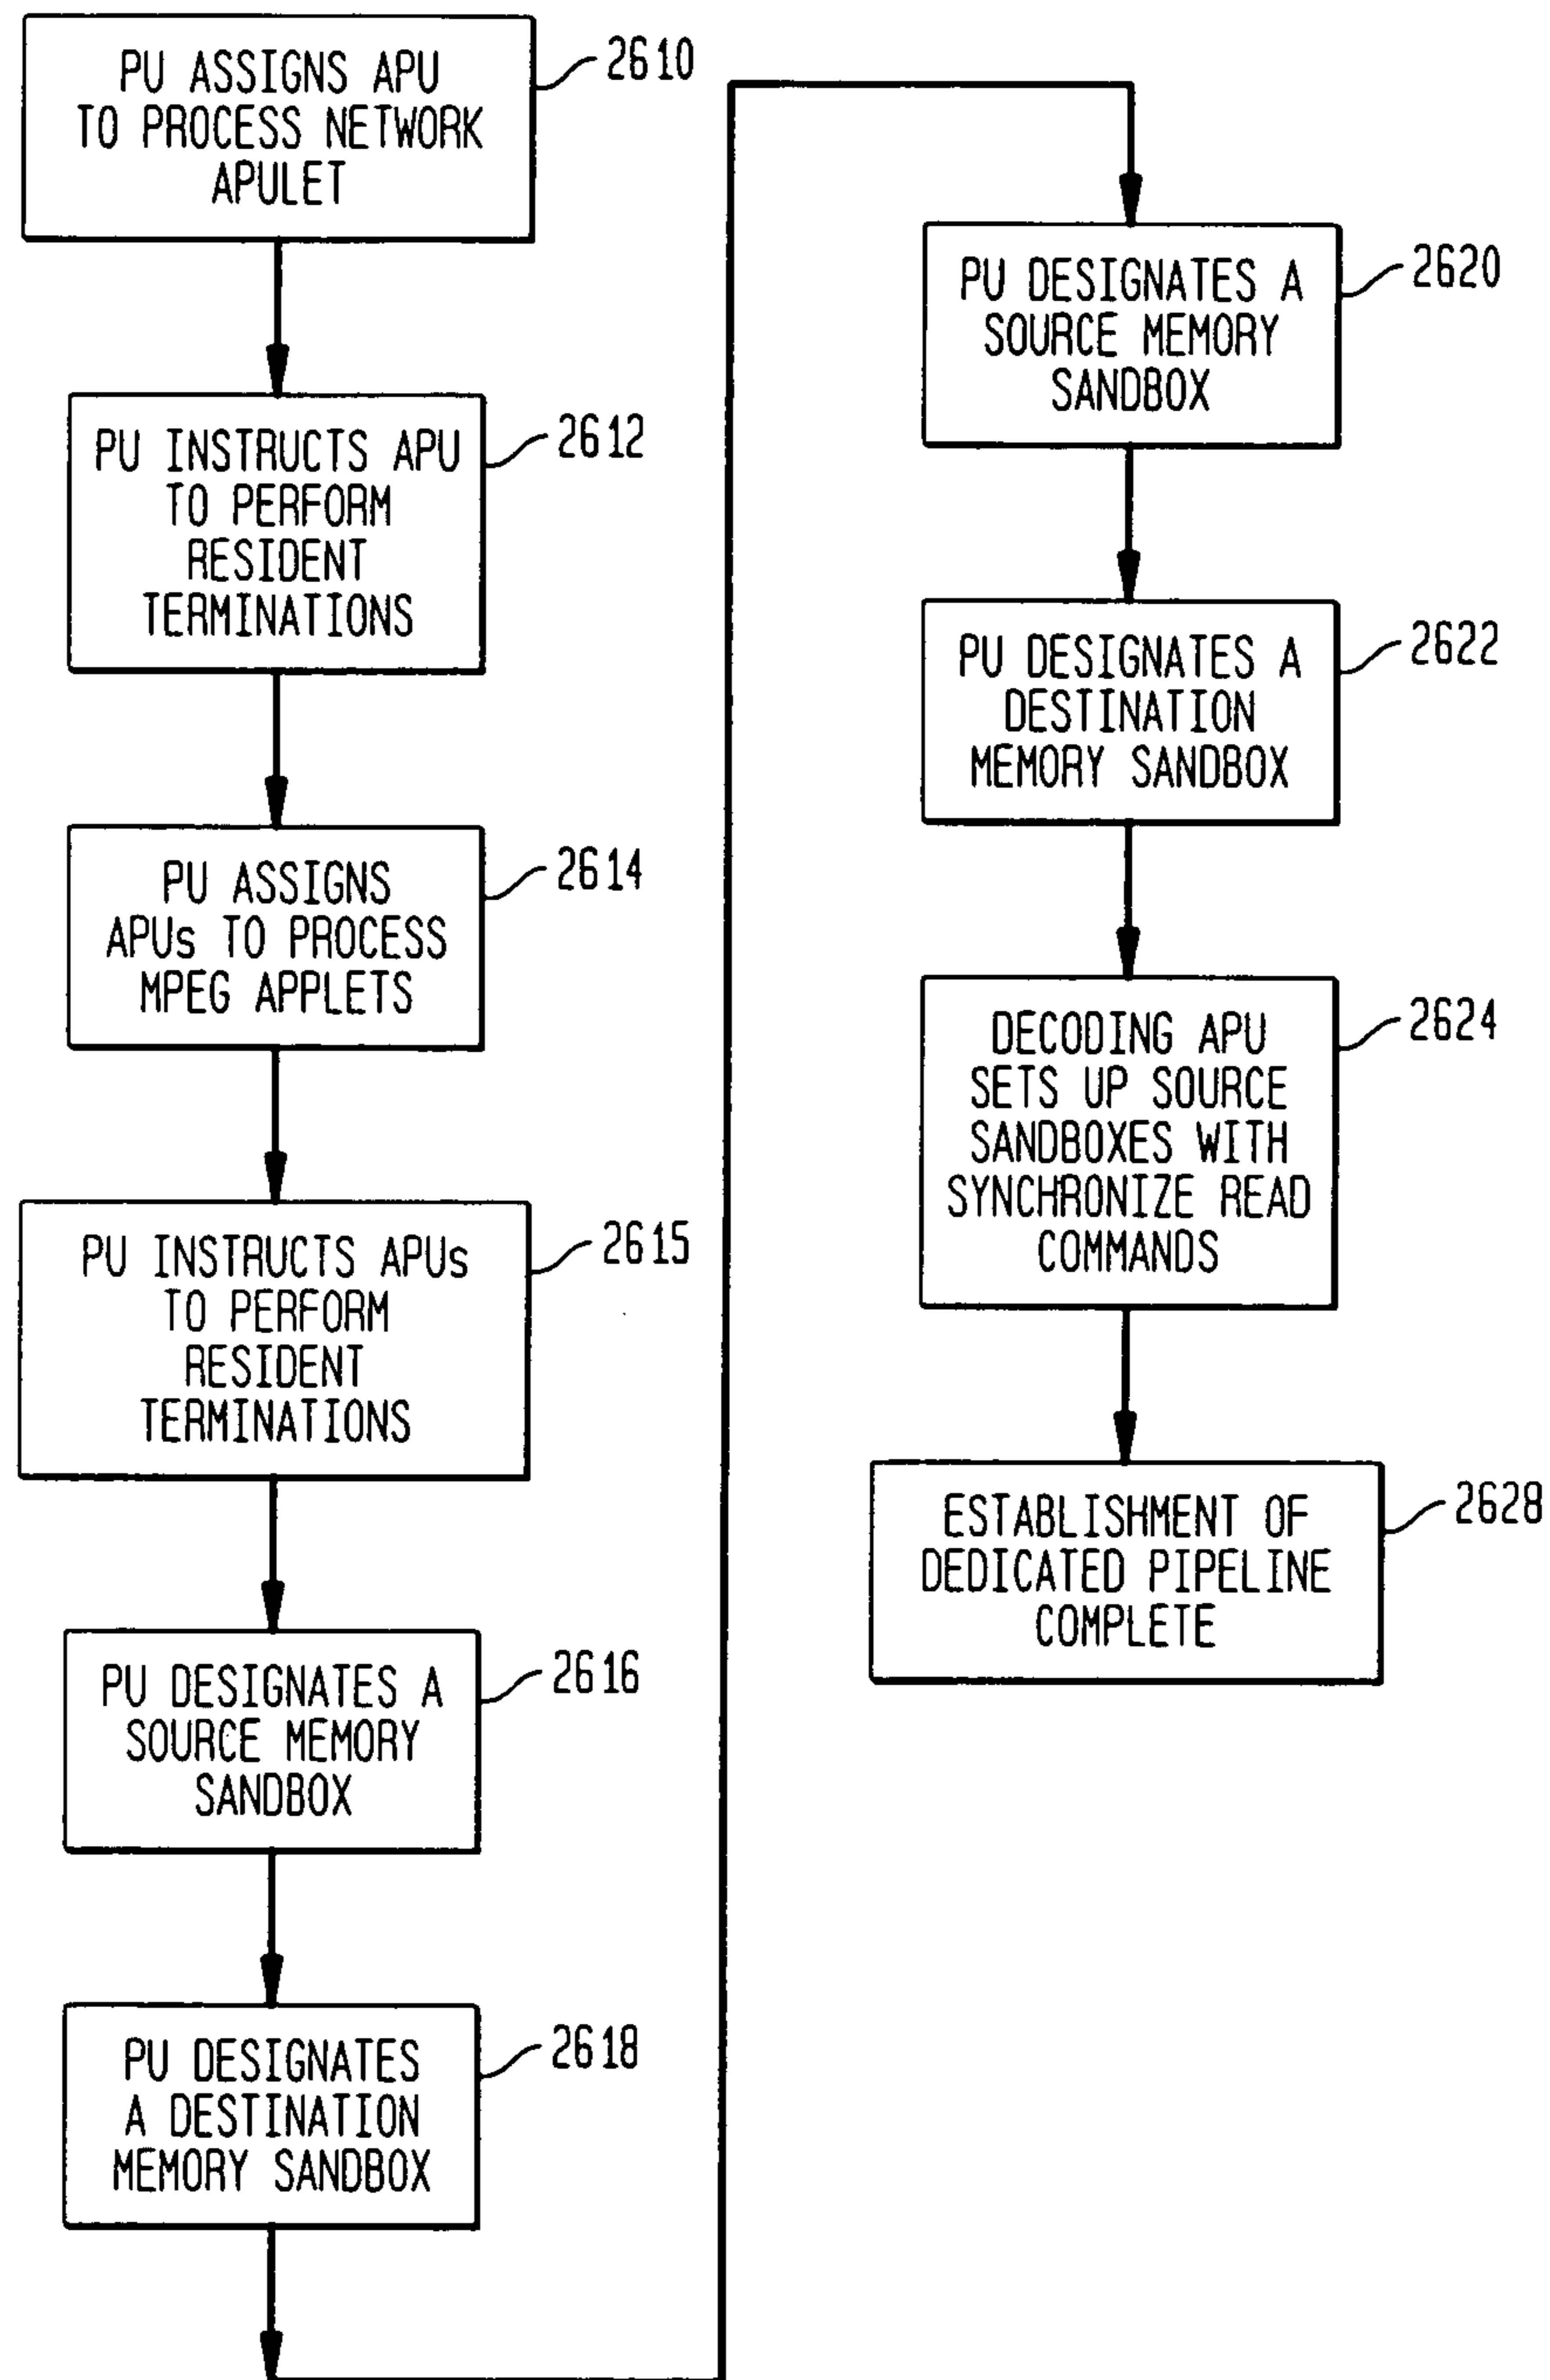 PU ASSIGNS APU
TO PROCESS NETWORK
APULET
2610
PU INSTRUCTS APU
TO PERFORM
RESIDENT
TERMINATIONS
2612
PU ASSIGNS
APUs TO PROCESS
MPEG APPLETS
2614
PU INSTRUCTS APUs
TO PERFORM
RESIDENT
TERMINATIONS
2615
PU DESIGNATES A
SOURCE MEMORY
SANDBOX
2616
PU DESIGNATES
A DESTINATION
MEMORY SANDBOX
2618
PU DESIGNATES A
SOURCE MEMORY
SANDBOX
2620
PU DESIGNATES A
DESTINATION
MEMORY SANDBOX
2622
DECODING APU
SETS UP SOURCE
SANDBOXES WITH
SYNCHRONIZE READ
COMMANDS
2624
ESTABLISHMENT OF
DEDICATED PIPELINE
COMPLETE
2628